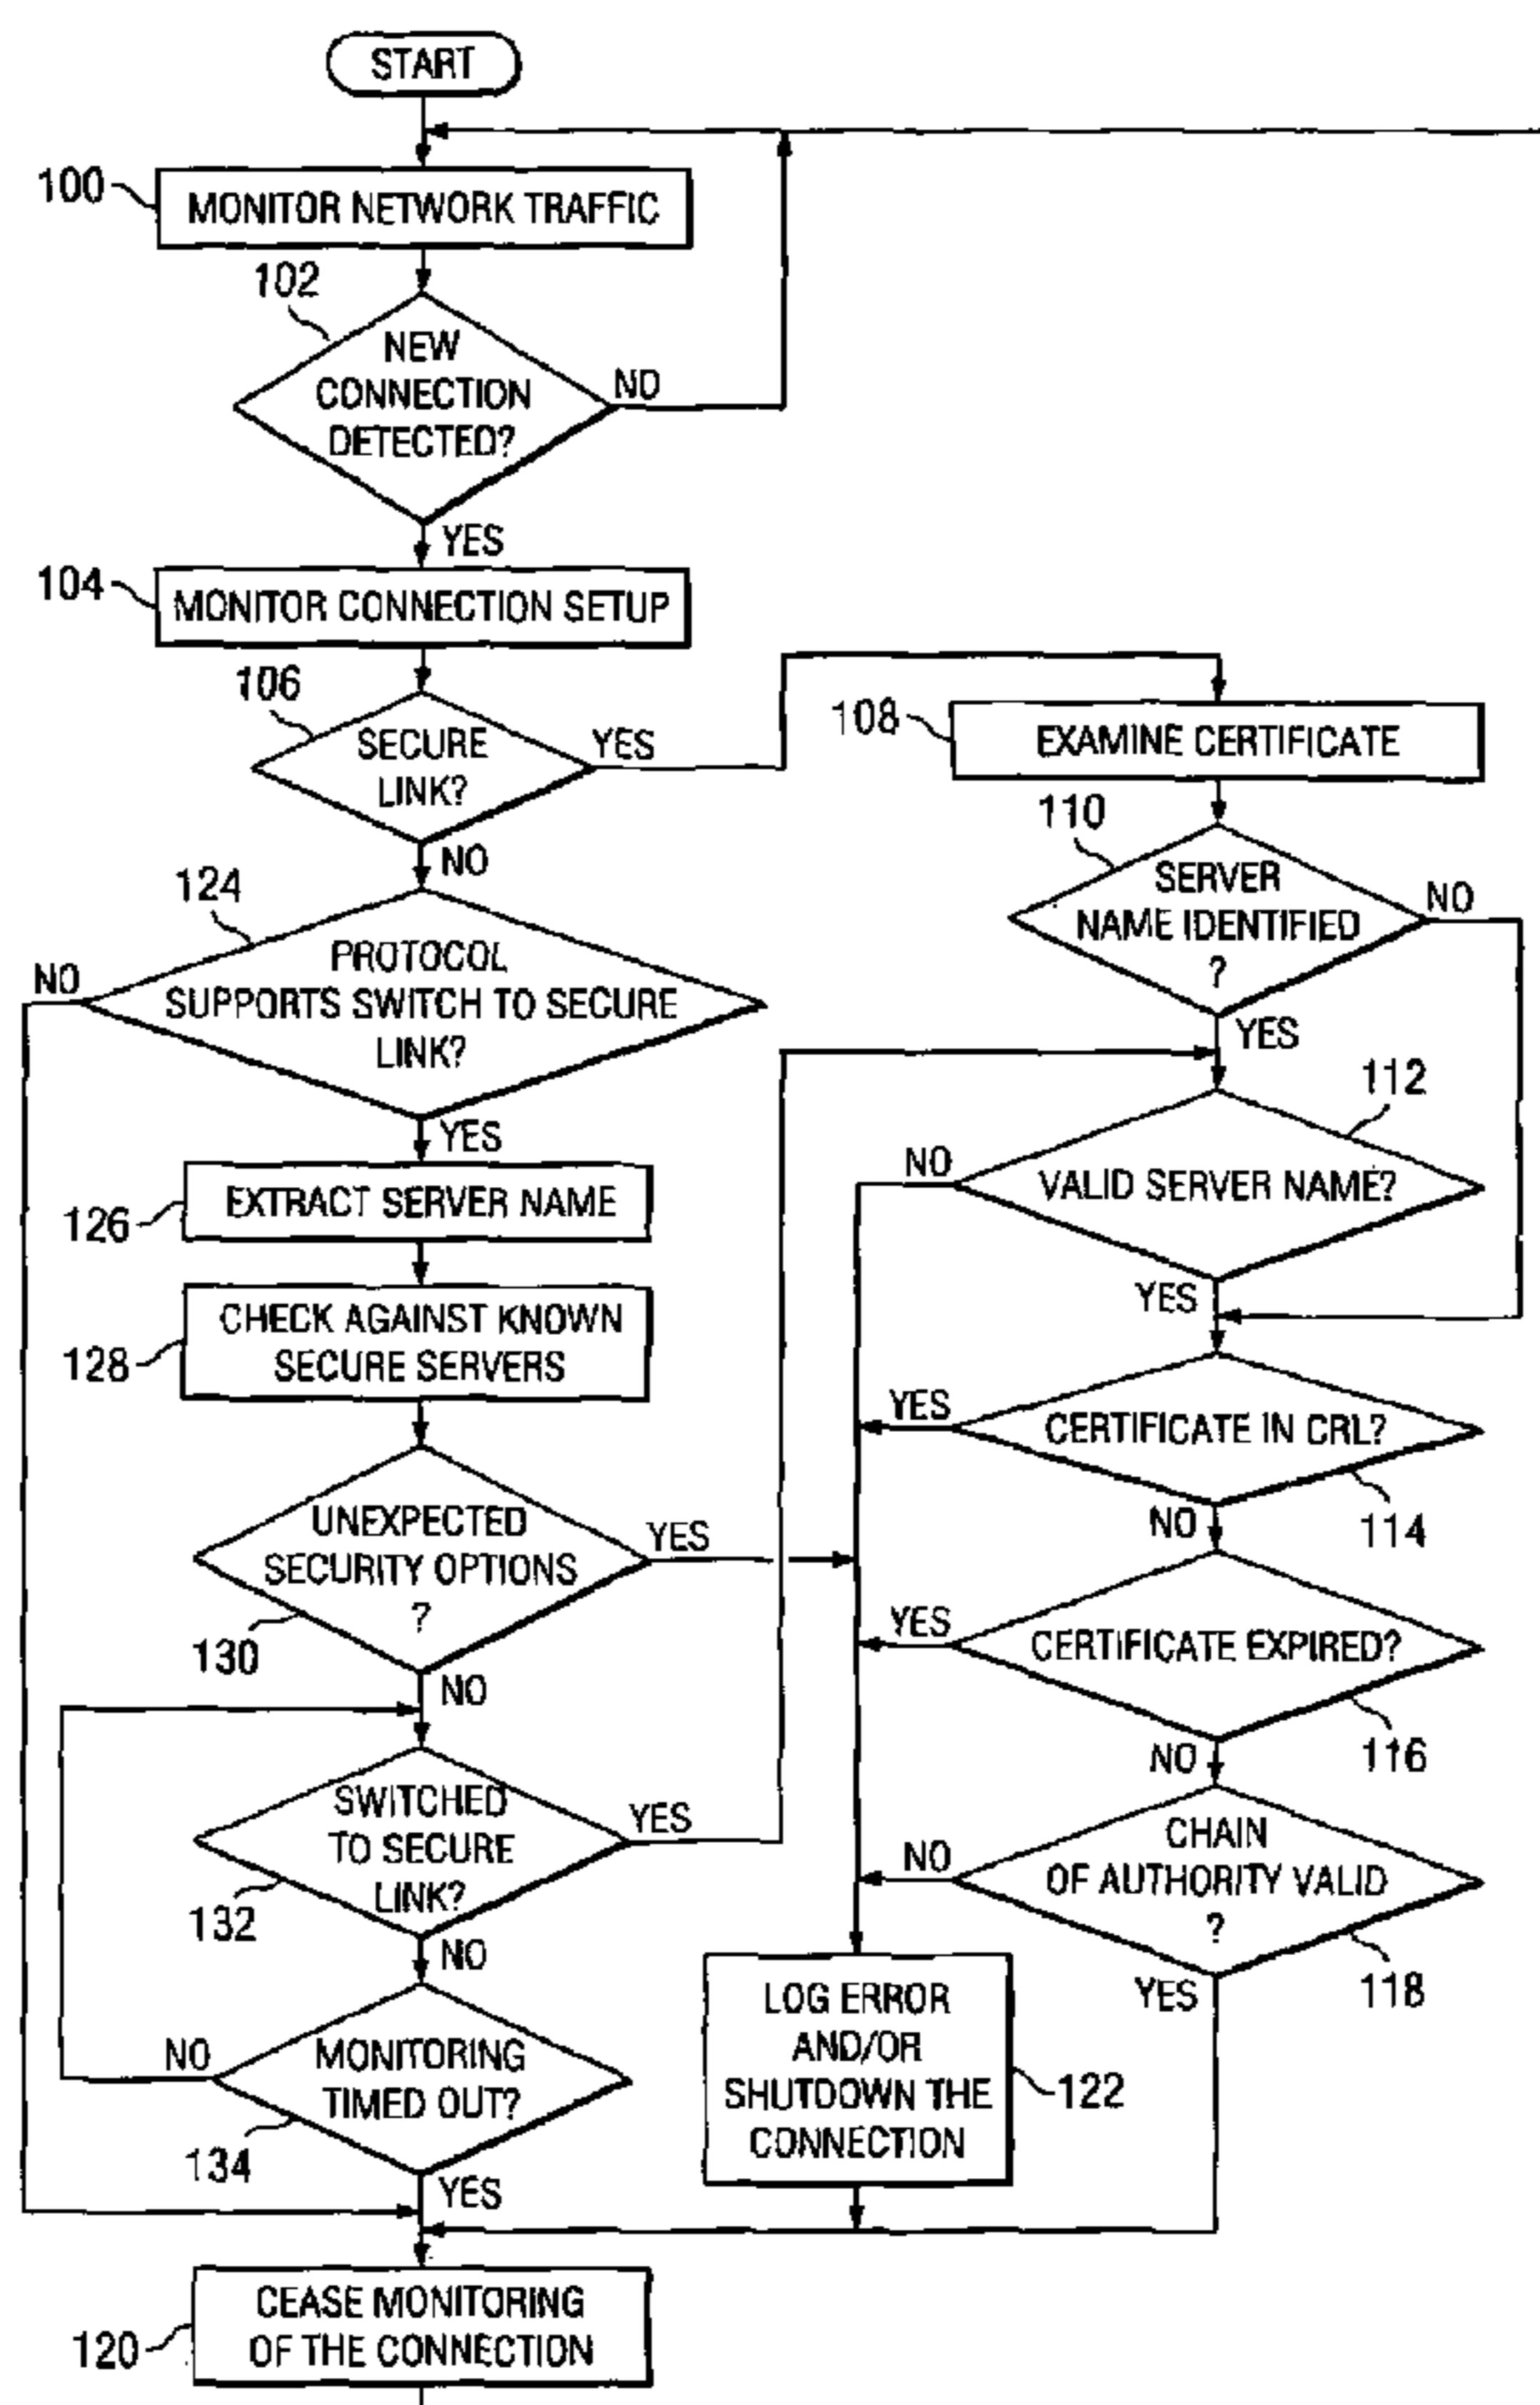 START
100
MONITOR NETWORK TRAFFIC
102
NEW
CONNECTION
DETECTED?
NO
YES
104
MONITOR CONNECTION SETUP
106
SECURE
LINK?
YES
NO
108
EXAMINE CERTIFICATE
110
SERVER
NAME IDENTIFIED
?
NO
YES
124
PROTOCOL
SUPPORTS SWITCH TO SECURE
LINK?
NO
YES
112
VALID SERVER NAME?
NO
YES
126
EXTRACT SERVER NAME
128
CHECK AGAINST KNOWN
SECURE SERVERS
CERTIFICATE IN CRL?
YES
NO
114
UNEXPECTED
SECURITY OPTIONS
?
YES
130
NO
CERTIFICATE EXPIRED?
YES
NO
116
SWITCHED
TO SECURE
LINK?
YES
132
NO
CHAIN
OF AUTHORITY VALID
?
NO
YES
118
MONITORING
TIMED OUT?
NO
134
YES
LOG ERROR
AND/OR
SHUTDOWN THE
CONNECTION
122
CEASE MONITORING
OF THE CONNECTION
120